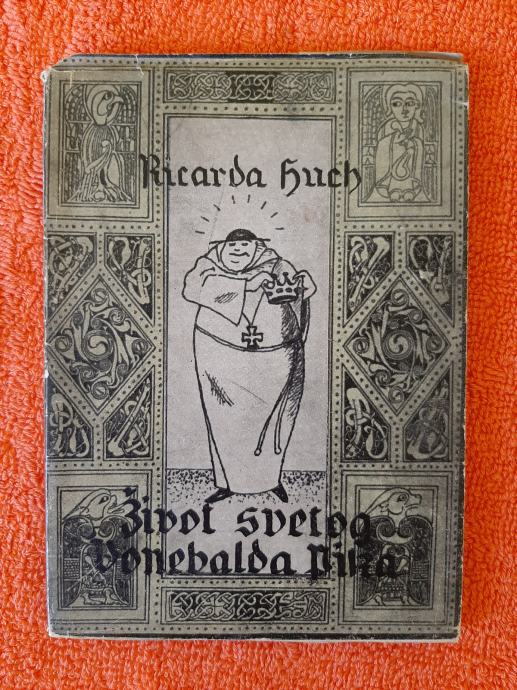 Ricarda Huch
Život svetog
Vonebalda Pika